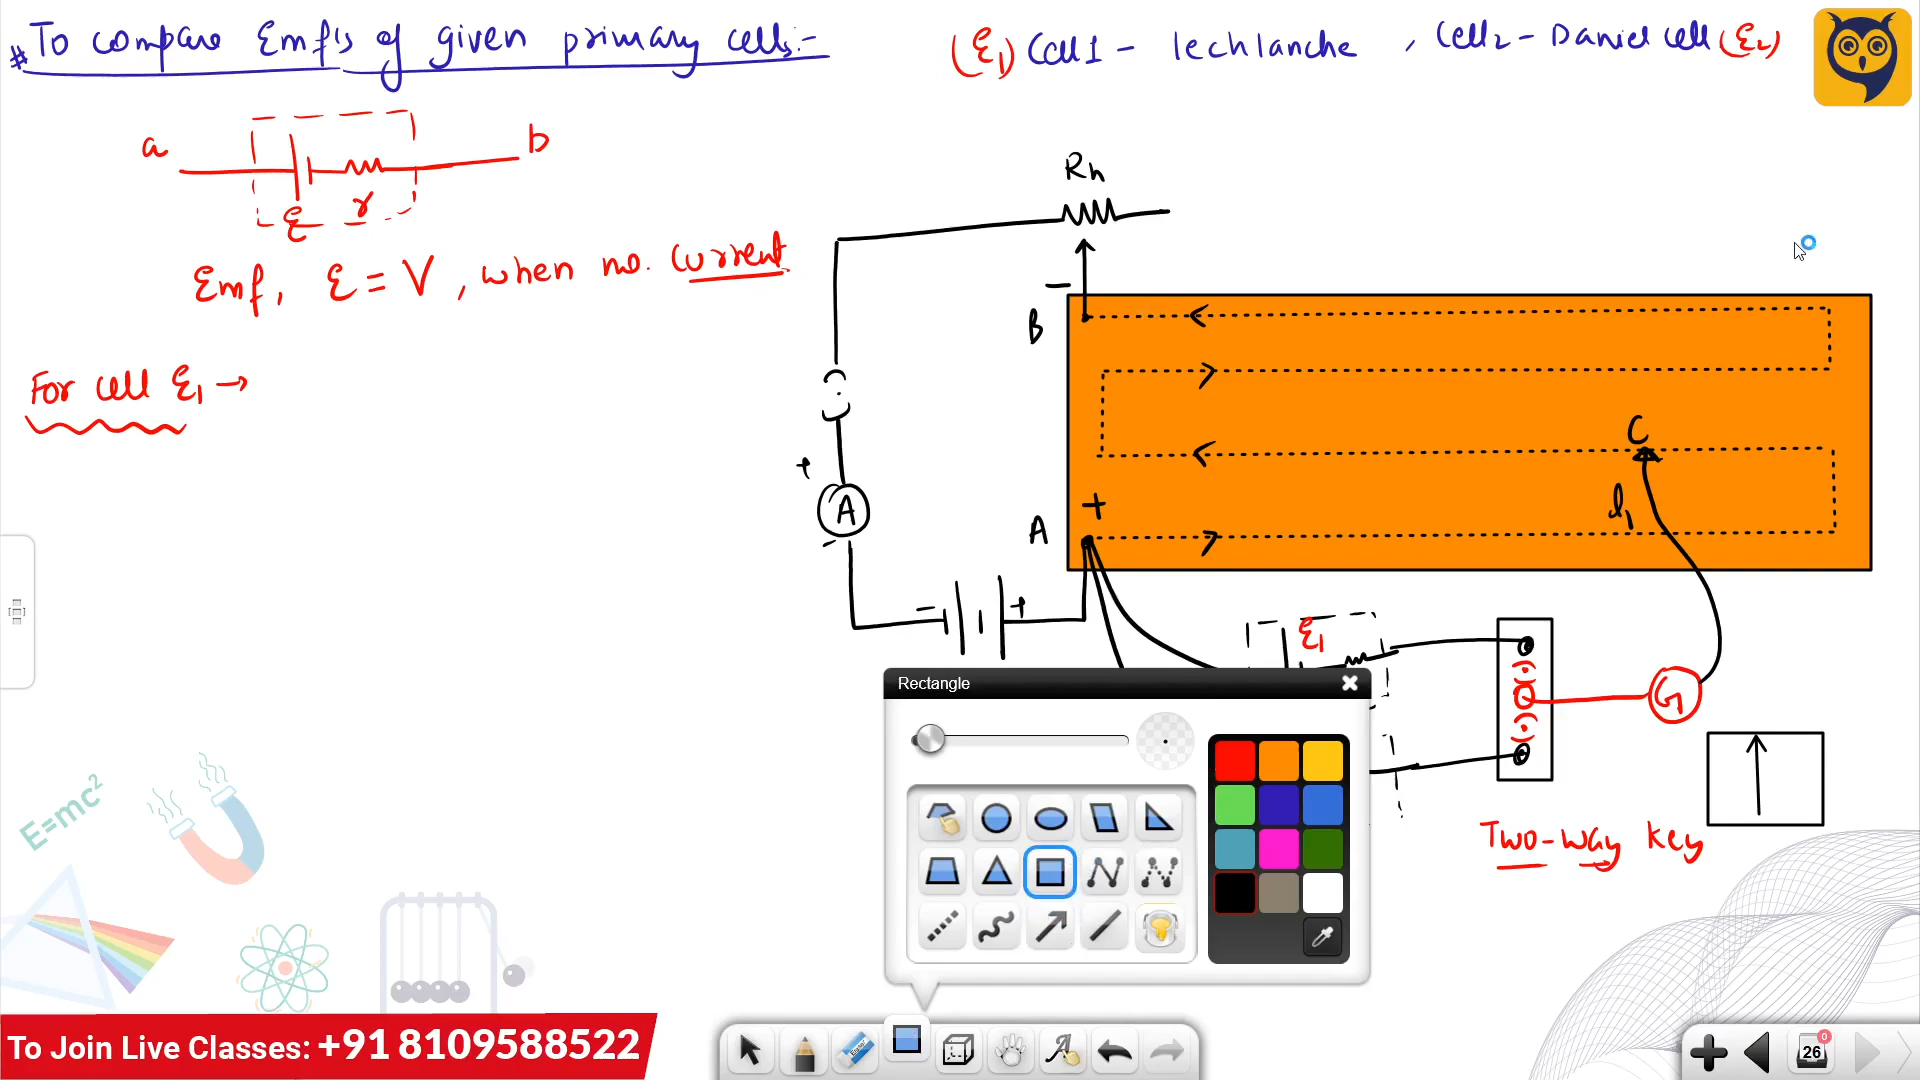 # To compare Emf's of given primary cells:-
(ε1) Cell 1 - lechlanche , Cell2 - Daniel cell (ε2)
a
b
ε
r
Emf, ε = V, when no. current
For cell ε1 →
Rh
-
B
C
l1
+
A
+
A
-
-
+
ε1
G
Two-way key
Rectangle
E=mc²
To Join Live Classes: +91 8109588522
26
0